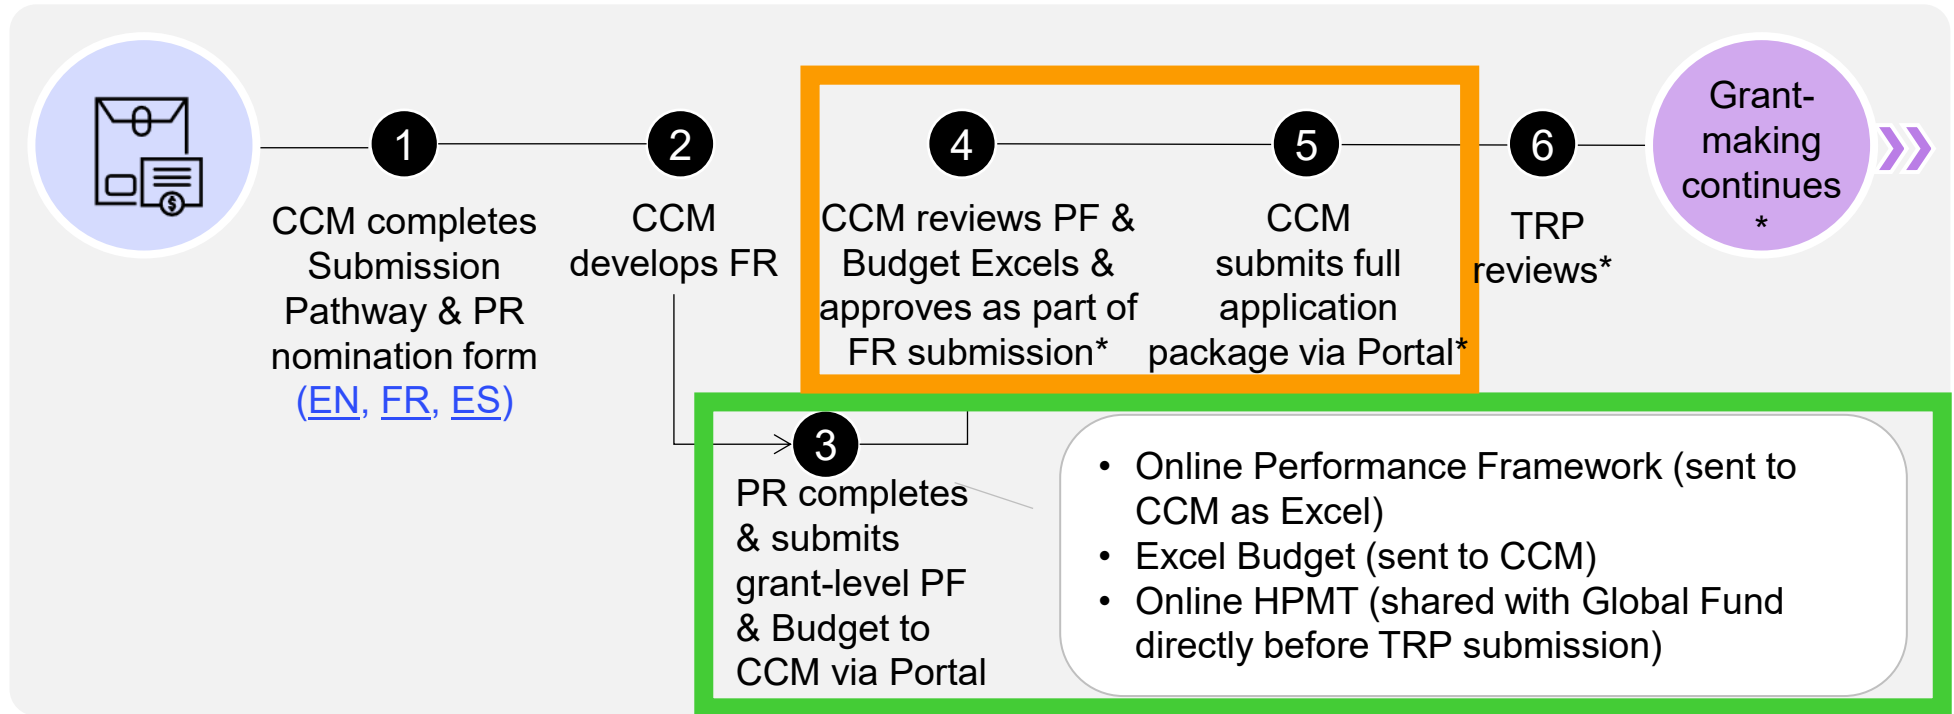 1
CCM completes
Submission
Pathway & PR
nomination form
(EN, FR, ES)
2
CCM
develops FR
3
PR completes
& submits
grant-level PF
& Budget to
CCM via Portal
• Online Performance Framework (sent to
CCM as Excel)
• Excel Budget (sent to CCM)
• Online HPMT (shared with Global Fund
directly before TRP submission)
4
CCM reviews PF &
Budget Excels &
approves as part of
FR submission*
5
CCM
submits full
application
package via Portal*
6
TRP
reviews*
Grant-
making
continues
*